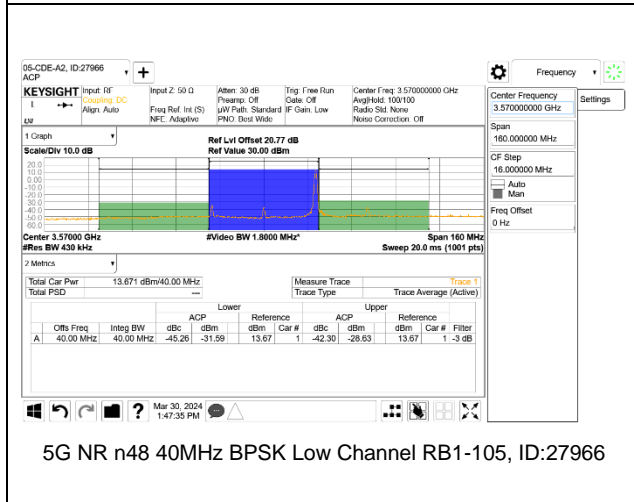 05-CDE-A2, ID:27966
ACP
KEYSIGHT
Input: RF
Coupling: DC
Align: Auto
Input Z: 50 Ω
Freq Ref: Int (S)
NFE: Adaptive
Atten: 30 dB
Preamp: Off
µW Path: Standard
PNO: Best Wide
Trig: Free Run
Gate: Off
IF Gain: Low
Center Freq: 3.570000000 GHz
Avg|Hold: 100/100
Radio Std: None
Noise Correction: Off
1 Graph
Scale/Div 10.0 dB
Ref Lvl Offset 20.77 dB
Ref Value 30.00 dBm
20.0
10.0
0.00
-10.0
-20.0
-30.0
-40.0
-50.0
-60.0
Center 3.57000 GHz
#Video BW 1.8000 MHz*
Span 160 MHz
#Res BW 430 kHz
Sweep 20.0 ms (1001 pts)
2 Metrics
Total Car Pwr 13.671 dBm/40.00 MHz Measure Trace Trace 1
Total PSD --- Trace Type Trace Average (Active)
Lower Upper
ACP Reference ACP Reference
Offs Freq Integ BW dBc dBm dBm Car # dBc dBm dBm Car # Filter
A 40.00 MHz 40.00 MHz -45.26 -31.59 13.67 1 -42.30 -28.63 13.67 1 -3 dB
Mar 30, 2024
1:47:35 PM
Frequency
Settings
Center Frequency
3.570000000 GHz
Span
160.000000 MHz
CF Step
16.000000 MHz
Auto
Man
Freq Offset
0 Hz
5G NR n48 40MHz BPSK Low Channel RB1-105, ID:27966